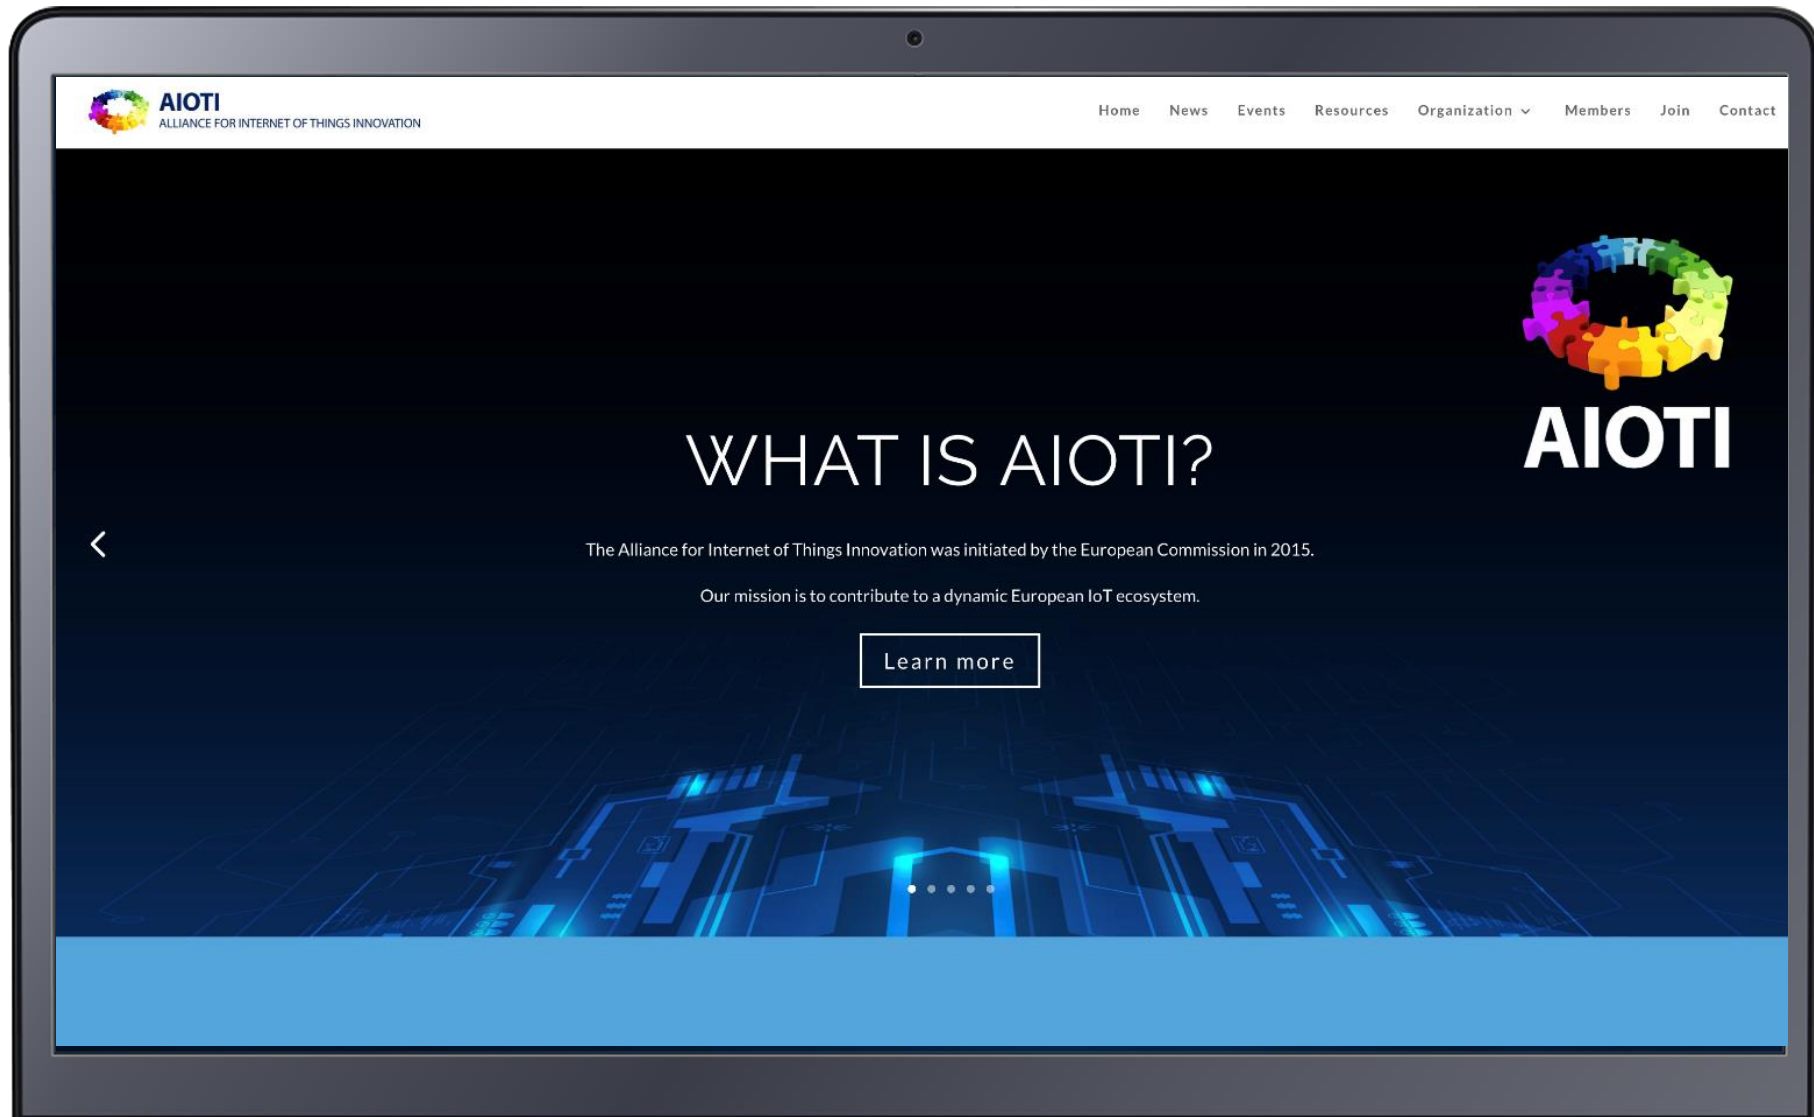 AIOTI
ALLIANCE FOR INTERNET OF THINGS INNOVATION
Home News Events Resources Organization Members Join Contact
AIOTI
WHAT IS AIOTI?
The Alliance for Internet of Things Innovation was initiated by the European Commission in 2015.
Our mission is to contribute to a dynamic European IoT ecosystem.
Learn more